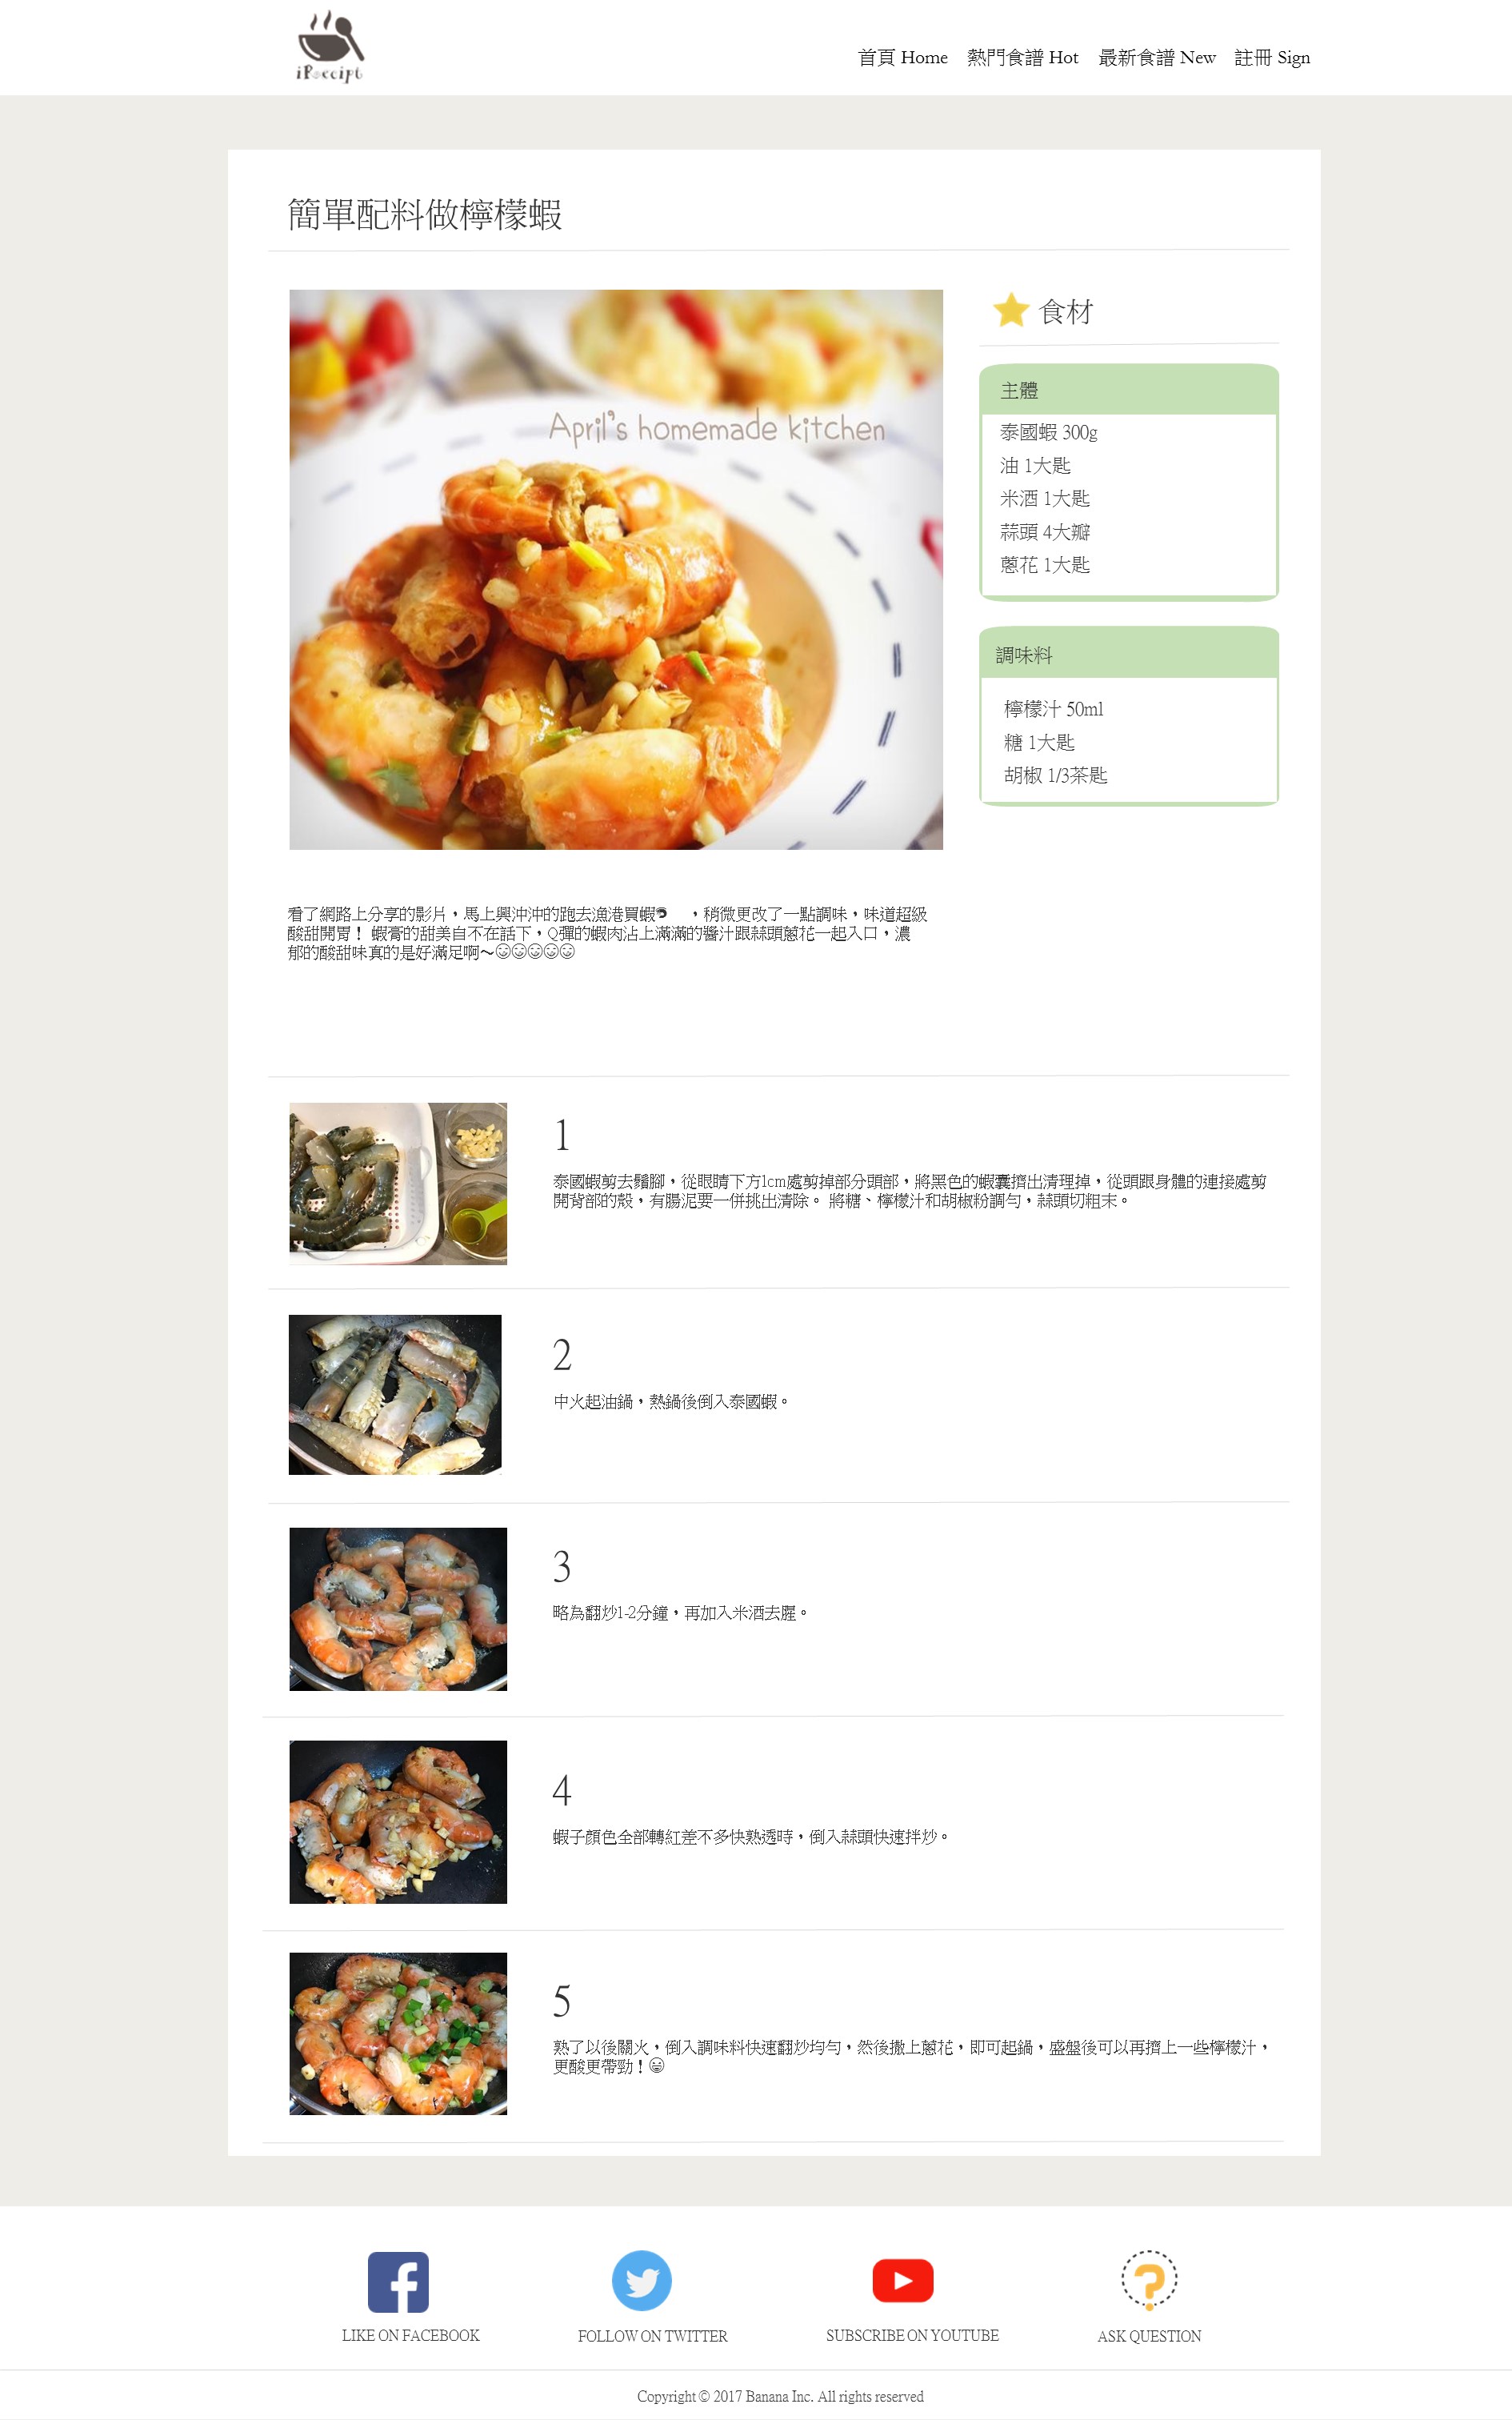 iReceipt
首頁 Home 熱門食譜 Hot 最新食譜 New 註冊 Sign
簡單配料做檸檬蝦
April's homemade kitchen
食材
主體
泰國蝦 300g
油 1大匙
米酒 1大匙
蒜頭 4大瓣
蔥花 1大匙
調味料
檸檬汁 50ml
糖 1大匙
胡椒 1/3茶匙
看了網路上分享的影片，馬上興沖沖的跑去漁港買蝦🦐 ，稍微更改了一點調味，味道超級
酸甜開胃！ 蝦膏的甜美自不在話下，Q彈的蝦肉沾上滿滿的醬汁跟蒜頭蔥花一起入口，濃
郁的酸甜味真的是好滿足啊～😋😋😋😋😋
1
泰國蝦剪去鬚腳，從眼睛下方1cm處剪掉部分頭部，將黑色的蝦囊擠出清理掉，從頭跟身體的連接處剪
開背部的殼，有腸泥要一併挑出清除。 將糖、檸檬汁和胡椒粉調勻，蒜頭切粗末。
2
中火起油鍋，熱鍋後倒入泰國蝦。
3
略為翻炒1-2分鐘，再加入米酒去腥。
4
蝦子顏色全部轉紅差不多快熟透時，倒入蒜頭快速拌炒。
5
熟了以後關火，倒入調味料快速翻炒均勻，然後撒上蔥花，即可起鍋，盛盤後可以再擠上一些檸檬汁，
更酸更帶勁！😆
LIKE ON FACEBOOK FOLLOW ON TWITTER SUBSCRIBE ON YOUTUBE ASK QUESTION
Copyright © 2017 Banana Inc. All rights reserved